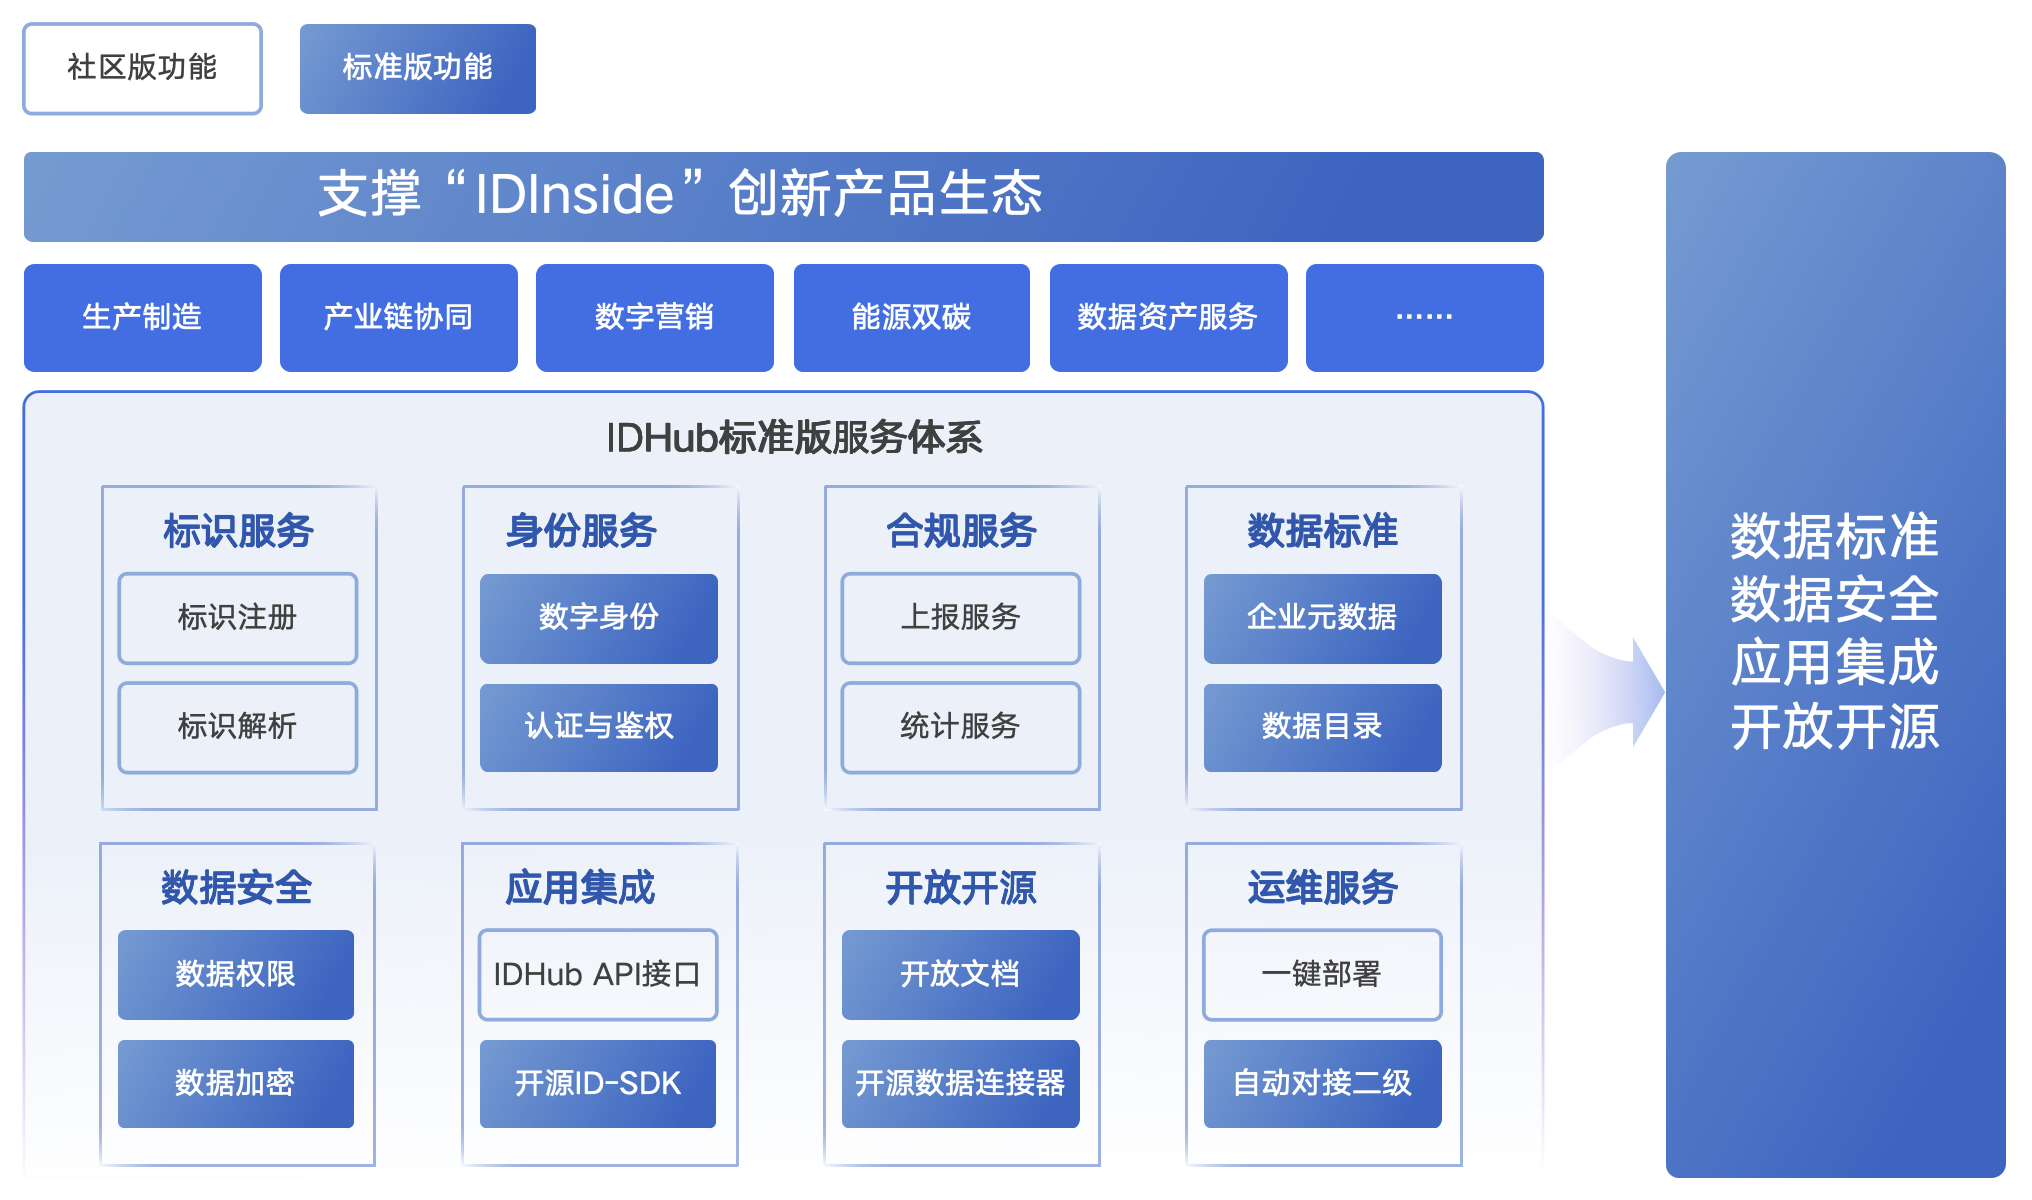 社区版功能
标准版功能
支撑“IDInside”创新产品生态
生产制造
产业链协同
数字营销
能源双碳
数据资产服务
……
IDHub标准版服务体系
标识服务
标识注册
标识解析
身份服务
数字身份
认证与鉴权
合规服务
上报服务
统计服务
数据标准
企业元数据
数据目录
数据安全
数据权限
数据加密
应用集成
IDHub API接口
开源ID-SDK
开放开源
开放文档
开源数据连接器
运维服务
一键部署
自动对接二级
数据标准
数据安全
应用集成
开放开源